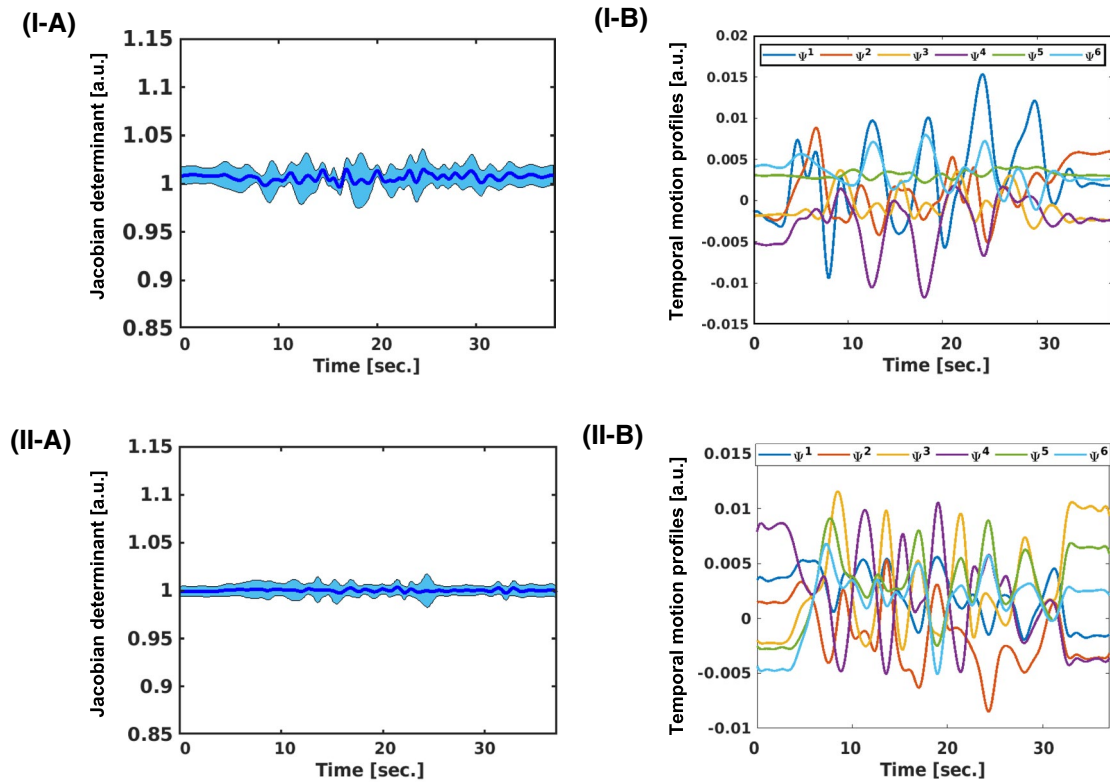 (I-A)
1.15
1.1
1.05
1
0.95
0.9
0.85
Jacobian determinant [a.u.]
0 10 20 30
Time [sec.]
(I-B)
0.02
0.015
0.01
0.005
0
-0.005
-0.01
-0.015
Temporal motion profiles [a.u.]
Ψ¹ Ψ² Ψ³ Ψ⁴ Ψ⁵ Ψ⁶
0 10 20 30
Time [sec.]
(II-A)
1.15
1.1
1.05
1
0.95
0.9
0.85
Jacobian determinant [a.u.]
0 10 20 30
Time [sec.]
(II-B)
0.015
0.01
0.005
0
-0.005
-0.01
Temporal motion profiles [a.u.]
Ψ¹ Ψ² Ψ³ Ψ⁴ Ψ⁵ Ψ⁶
0 10 20 30
Time [sec.]